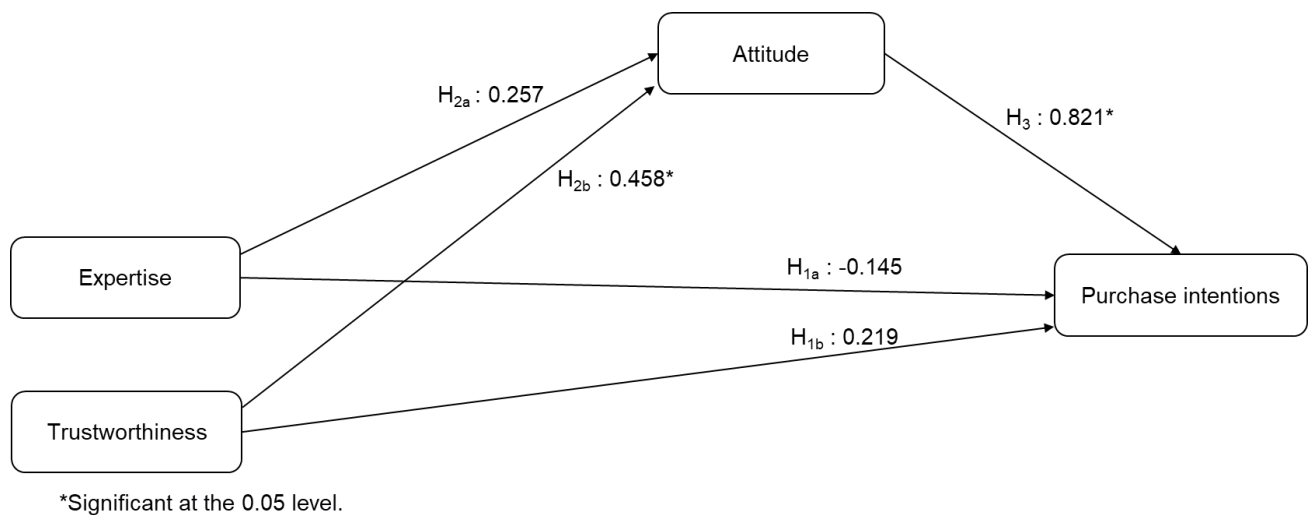 Attitude
H2a : 0.257
H3 : 0.821*
H2b : 0.458*
Expertise
H1a : -0.145
Purchase intentions
H1b : 0.219
Trustworthiness
*Significant at the 0.05 level.